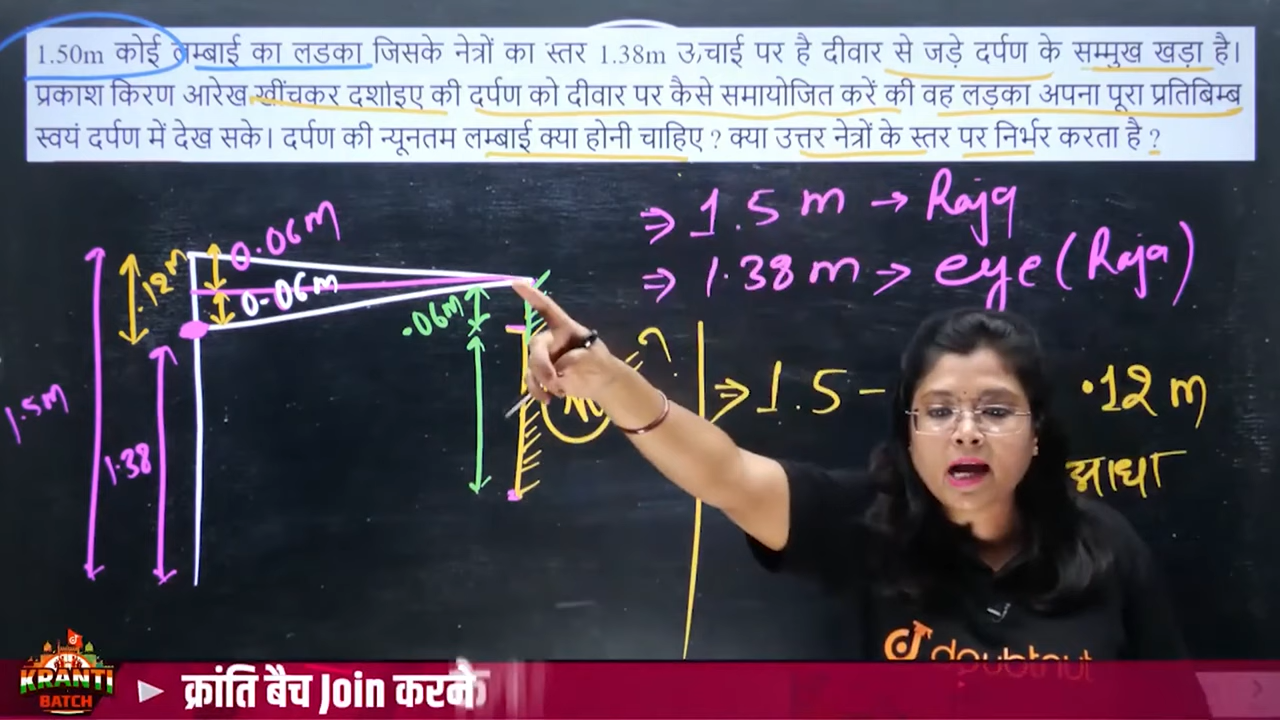 1.50m कोई लम्बाई का लडका जिसके नेत्रों का स्तर 1.38m उ,चाई पर है दीवार से जड़े दर्पण के सम्मुख खड़ा है।
प्रकाश किरण आरेख खींचकर दर्शाइए की दर्पण को दीवार पर कैसे समायोजित करें की वह लड़का अपना पूरा प्रतिबिम्ब
स्वयं दर्पण में देख सके। दर्पण की न्यूनतम लम्बाई क्या होनी चाहिए ? क्या उत्तर नेत्रों के स्तर पर निर्भर करता है ?
⇒ 1.5 m → Raja
⇒ 1.38 m → eye (Raja)
0.06m
.12m
0.06m
.06m
?
1.5m
1.38
⇒ 1.5 -
.12 m
आधा
doubtnut
KRANTI
BATCH
क्रांति बैच Join करने